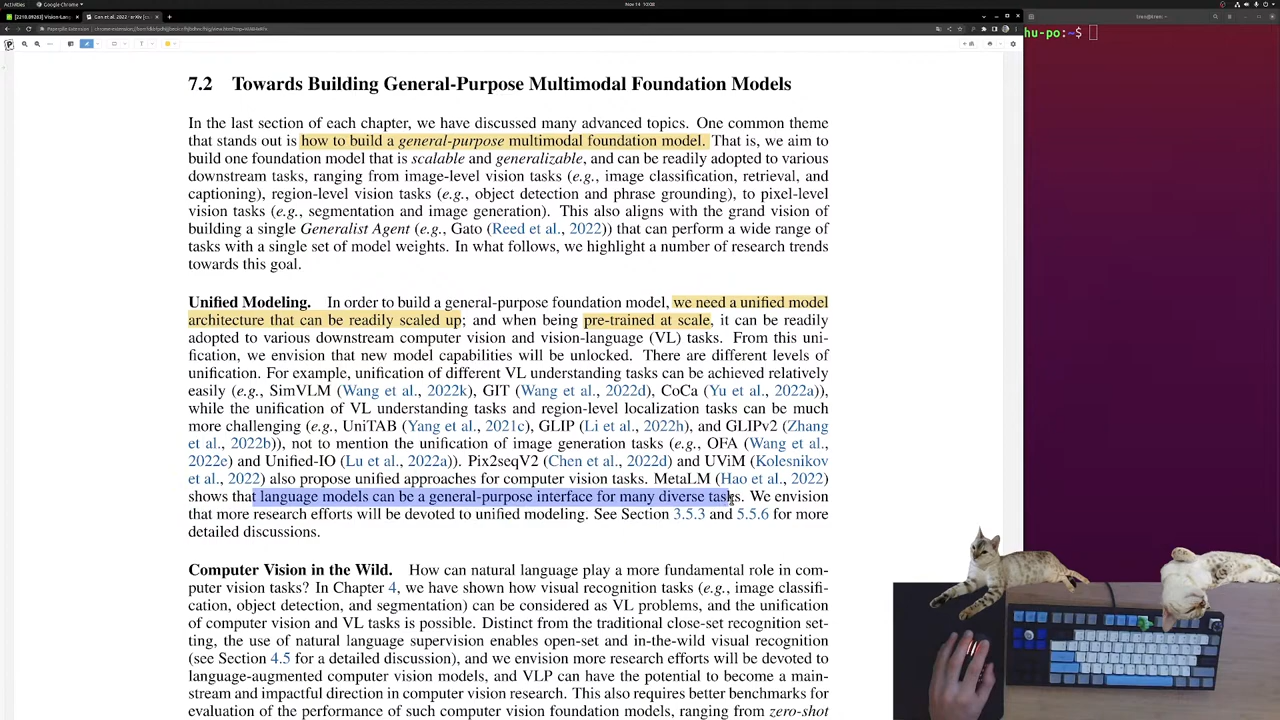 Activities
Google Chrome
Nov 14 10:08
[2210.09263] Vision-Lang
Gan et al. 2022 - arXiv
hu-po:~$
7.2 Towards Building General-Purpose Multimodal Foundation Models
In the last section of each chapter, we have discussed many advanced topics. One common theme
that stands out is how to build a general-purpose multimodal foundation model. That is, we aim to
build one foundation model that is scalable and generalizable, and can be readily adopted to various
downstream tasks, ranging from image-level vision tasks (e.g., image classification, retrieval, and
captioning), region-level vision tasks (e.g., object detection and phrase grounding), to pixel-level
vision tasks (e.g., segmentation and image generation). This also aligns with the grand vision of
building a single Generalist Agent (e.g., Gato (Reed et al., 2022)) that can perform a wide range of
tasks with a single set of model weights. In what follows, we highlight a number of research trends
towards this goal.
Unified Modeling. In order to build a general-purpose foundation model, we need a unified model
architecture that can be readily scaled up; and when being pre-trained at scale, it can be readily
adopted to various downstream computer vision and vision-language (VL) tasks. From this uni-
fication, we envision that new model capabilities will be unlocked. There are different levels of
unification. For example, unification of different VL understanding tasks can be achieved relatively
easily (e.g., SimVLM (Wang et al., 2022k), GIT (Wang et al., 2022d), CoCa (Yu et al., 2022a)),
while the unification of VL understanding tasks and region-level localization tasks can be much
more challenging (e.g., UniTAB (Yang et al., 2021c), GLIP (Li et al., 2022h), and GLIPv2 (Zhang
et al., 2022b)), not to mention the unification of image generation tasks (e.g., OFA (Wang et al.,
2022e) and Unified-IO (Lu et al., 2022a)). Pix2seqV2 (Chen et al., 2022d) and UViM (Kolesnikov
et al., 2022) also propose unified approaches for computer vision tasks. MetaLM (Hao et al., 2022)
shows that language models can be a general-purpose interface for many diverse tasks. We envision
that more research efforts will be devoted to unified modeling. See Section 3.5.3 and 5.5.6 for more
detailed discussions.
Computer Vision in the Wild. How can natural language play a more fundamental role in com-
puter vision tasks? In Chapter 4, we have shown how visual recognition tasks (e.g., image classifi-
cation, object detection, and segmentation) can be considered as VL problems, and the unification
of computer vision and VL tasks is possible. Distinct from the traditional close-set recognition set-
ting, the use of natural language supervision enables open-set and in-the-wild visual recognition
(see Section 4.5 for a detailed discussion), and we envision more research efforts will be devoted to
language-augmented computer vision models, and VLP can have the potential to become a main-
stream and impactful direction in computer vision research. This also requires better benchmarks for
evaluation of the performance of such computer vision foundation models, ranging from zero-shot